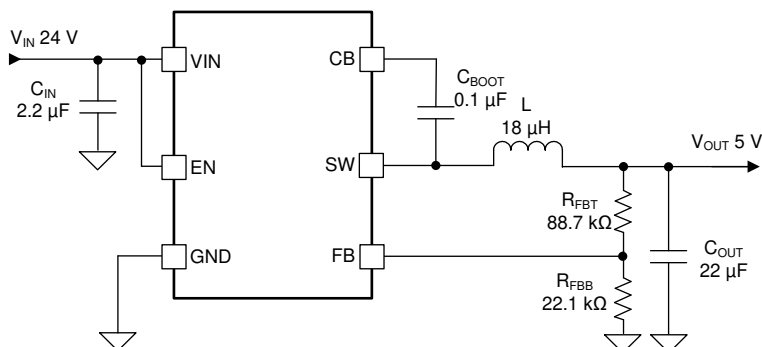 V_IN 24 V
C_IN
2.2 µF
VIN
EN
GND
CB
SW
FB
C_BOOT
0.1 µF
L
18 µH
V_OUT 5 V
R_FBT
88.7 kΩ
R_FBB
22.1 kΩ
C_OUT
22 µF